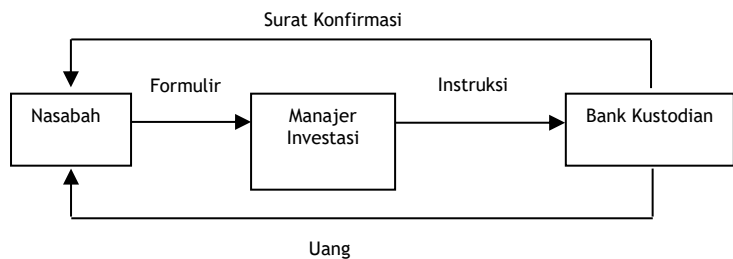 Surat Konfirmasi
Formulir
Instruksi
Nasabah
Manajer
Investasi
Bank Kustodian
Uang